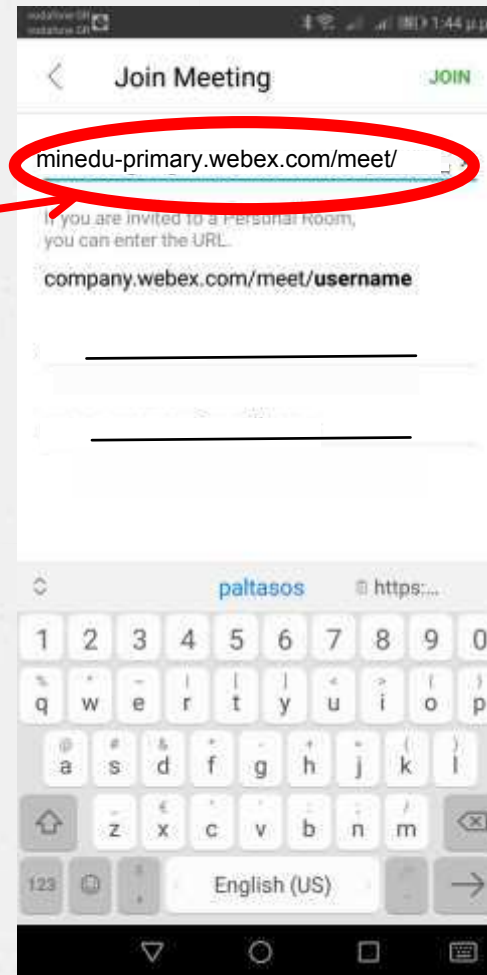 vodafone GR
vodafone GR 1:44 μ.μ.
Join Meeting JOIN
minedu-primary.webex.com/meet/
If you are invited to a Personal Room,
you can enter the URL.
company.webex.com/meet/username
paltasos https:...
1 2 3 4 5 6 7 8 9 0
q w e r t y u i o p
a s d f g h j k l
z x c v b n m
123 English (US)